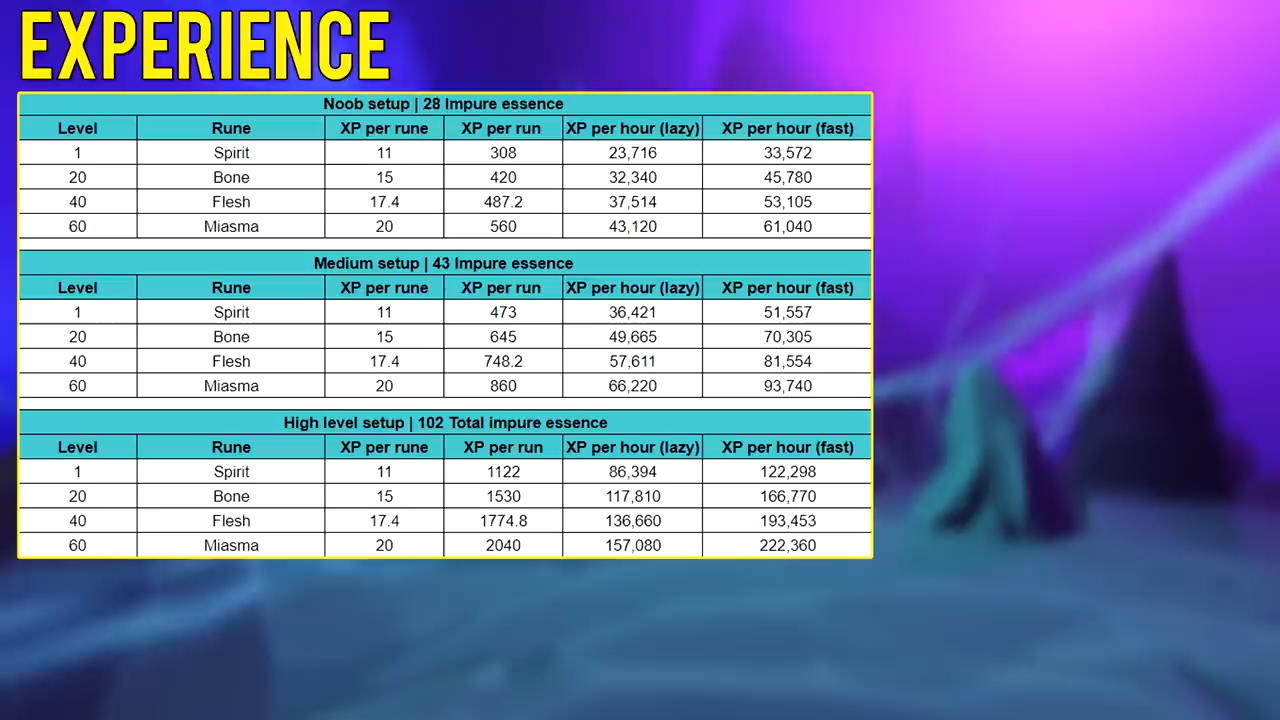 EXPERIENCE
Noob setup | 28 Impure essence
Level Rune XP per rune XP per run XP per hour (lazy) XP per hour (fast)
1 Spirit 11 308 23,716 33,572
20 Bone 15 420 32,340 45,780
40 Flesh 17.4 487.2 37,514 53,105
60 Miasma 20 560 43,120 61,040
Medium setup | 43 Impure essence
Level Rune XP per rune XP per run XP per hour (lazy) XP per hour (fast)
1 Spirit 11 473 36,421 51,557
20 Bone 15 645 49,665 70,305
40 Flesh 17.4 748.2 57,611 81,554
60 Miasma 20 860 66,220 93,740
High level setup | 102 Total impure essence
Level Rune XP per rune XP per run XP per hour (lazy) XP per hour (fast)
1 Spirit 11 1122 86,394 122,298
20 Bone 15 1530 117,810 166,770
40 Flesh 17.4 1774.8 136,660 193,453
60 Miasma 20 2040 157,080 222,360